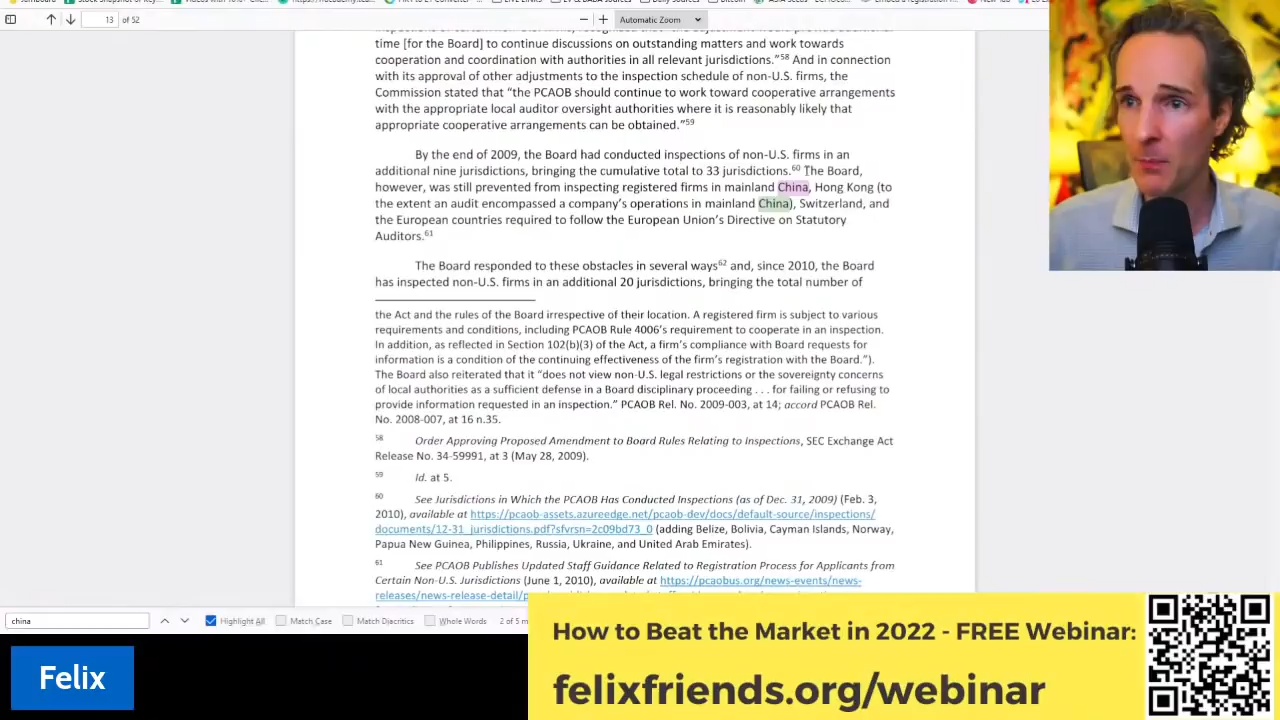 13 of 52
Automatic Zoom
time [for the Board] to continue discussions on outstanding matters and work towards
cooperation and coordination with authorities in all relevant jurisdictions.”58 And in connection
with its approval of other adjustments to the inspection schedule of non-U.S. firms, the
Commission stated that “the PCAOB should continue to work toward cooperative arrangements
with the appropriate local auditor oversight authorities where it is reasonably likely that
appropriate cooperative arrangements can be obtained.”59
By the end of 2009, the Board had conducted inspections of non-U.S. firms in an
additional nine jurisdictions, bringing the cumulative total to 33 jurisdictions.60 The Board,
however, was still prevented from inspecting registered firms in mainland China, Hong Kong (to
the extent an audit encompassed a company’s operations in mainland China), Switzerland, and
the European countries required to follow the European Union’s Directive on Statutory
Auditors.61
The Board responded to these obstacles in several ways62 and, since 2010, the Board
has inspected non-U.S. firms in an additional 20 jurisdictions, bringing the total number of
the Act and the rules of the Board irrespective of their location. A registered firm is subject to various
requirements and conditions, including PCAOB Rule 4006’s requirement to cooperate in an inspection.
In addition, as reflected in Section 102(b)(3) of the Act, a firm’s compliance with Board requests for
information is a condition of the continuing effectiveness of the firm’s registration with the Board.”).
The Board also reiterated that it “does not view non-U.S. legal restrictions or the sovereignty concerns
of local authorities as a sufficient defense in a Board disciplinary proceeding . . . for failing or refusing to
provide information requested in an inspection.” PCAOB Rel. No. 2009-003, at 14; accord PCAOB Rel.
No. 2008-007, at 16 n.35.
58 Order Approving Proposed Amendment to Board Rules Relating to Inspections, SEC Exchange Act
Release No. 34-59991, at 3 (May 28, 2009).
59 Id. at 5.
60 See Jurisdictions in Which the PCAOB Has Conducted Inspections (as of Dec. 31, 2009) (Feb. 3,
2010), available at https://pcaob-assets.azureedge.net/pcaob-dev/docs/default-source/inspections/
documents/12-31_jurisdictions.pdf?sfvrsn=2c09bd73_0 (adding Belize, Bolivia, Cayman Islands, Norway,
Papua New Guinea, Philippines, Russia, Ukraine, and United Arab Emirates).
61 See PCAOB Publishes Updated Staff Guidance Related to Registration Process for Applicants from
Certain Non-U.S. Jurisdictions (June 1, 2010), available at https://pcaobus.org/news-events/news-
releases/news-release-detail/
china Highlight All Match Case Match Diacritics Whole Words 2 of 5
How to Beat the Market in 2022 - FREE Webinar:
felixfriends.org/webinar
Felix